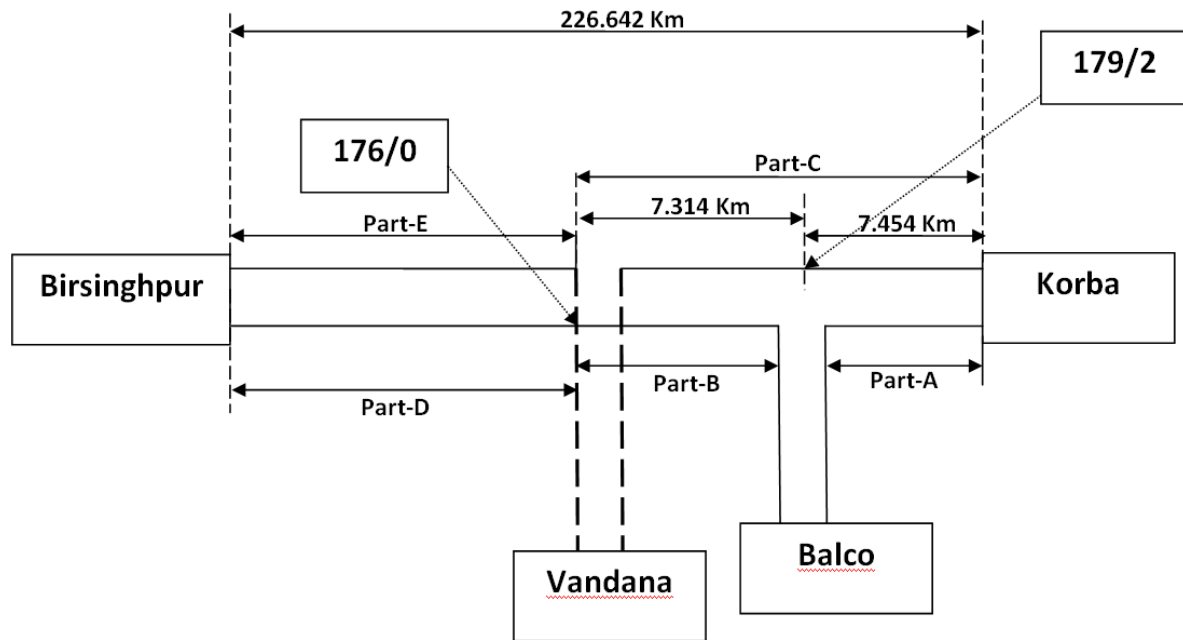 226.642 Km
179/2
176/0
Part-C
7.314 Km
7.454 Km
Part-E
Birsinghpur
Korba
Part-B
Part-A
Part-D
Balco
Vandana